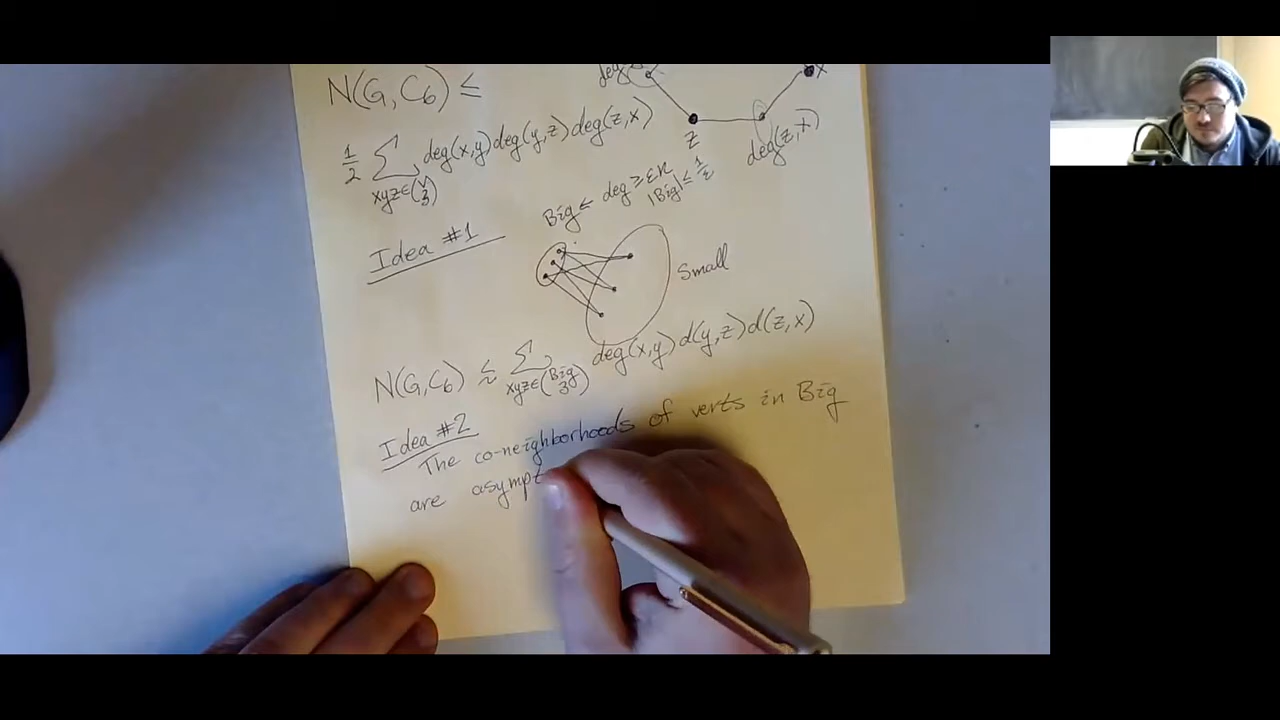 N(G, C₆) ≤
1/2 Σ deg(x,y) deg(y,z) deg(z,x)
xyz∈(V 3)
z
x
deg(z,x)
Idea #1
Big ← deg ≥ εn
|Big| ≤ 1/ε
Small
N(G,C₆) ≲ Σ deg(x,y) d(y,z) d(z,x)
xyz∈(Big 3)
Idea #2
The co-neighborhoods of verts in Big
are asympt